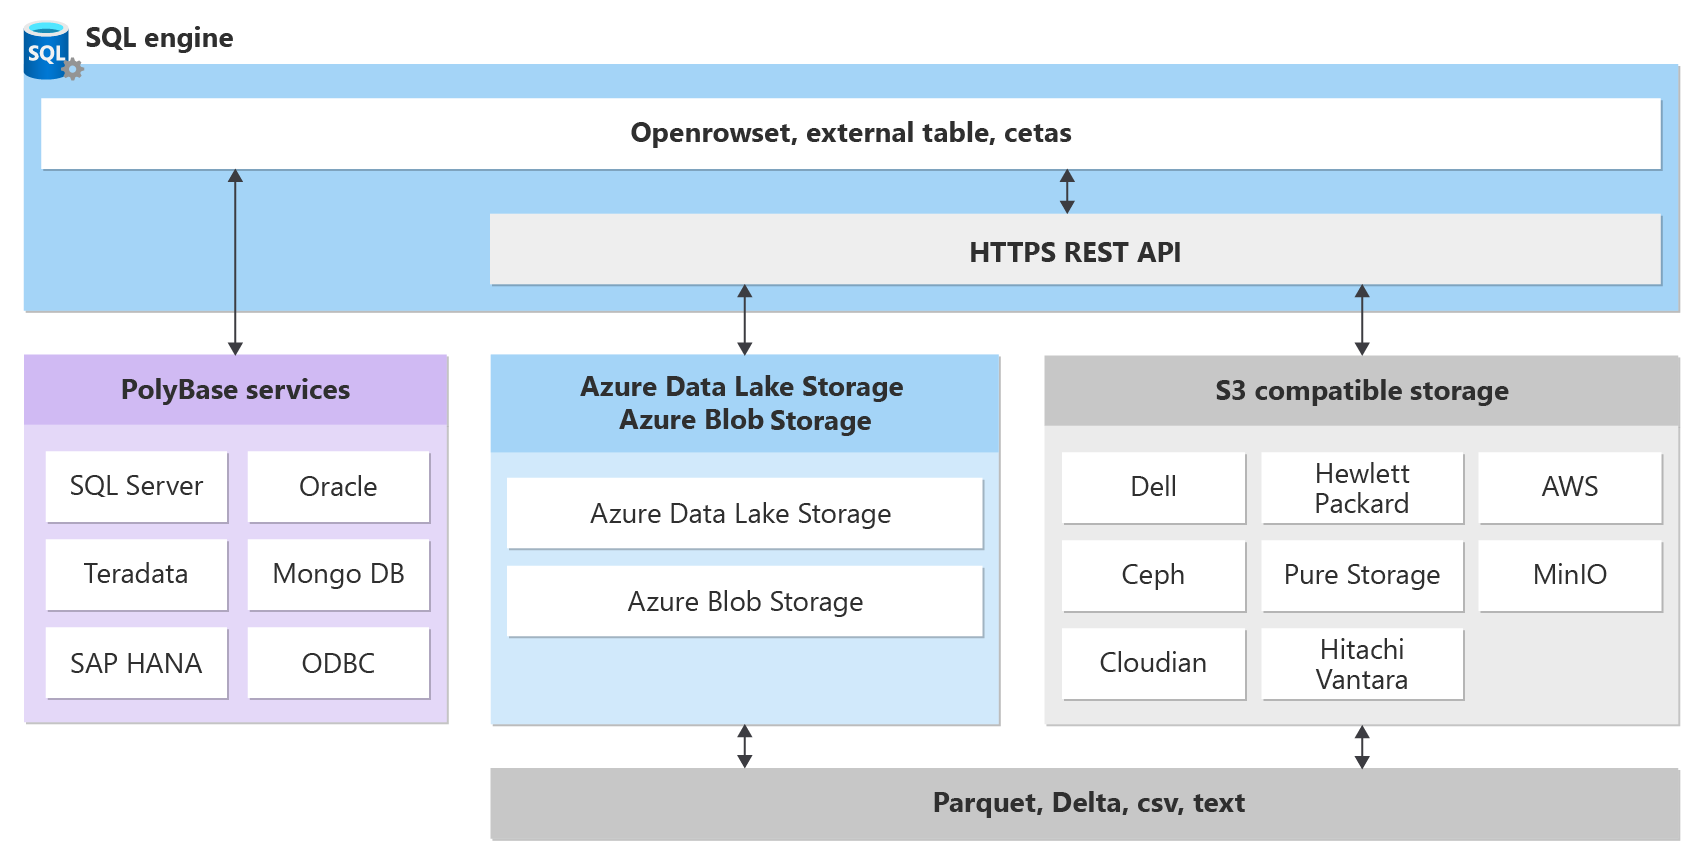 SQL
SQL engine
Openrowset, external table, cetas
HTTPS REST API
PolyBase services
SQL Server
Oracle
Teradata
Mongo DB
SAP HANA
ODBC
Azure Data Lake Storage
Azure Blob Storage
Azure Data Lake Storage
Azure Blob Storage
S3 compatible storage
Dell
Hewlett
Packard
AWS
Ceph
Pure Storage
MinIO
Cloudian
Hitachi
Vantara
Parquet, Delta, csv, text